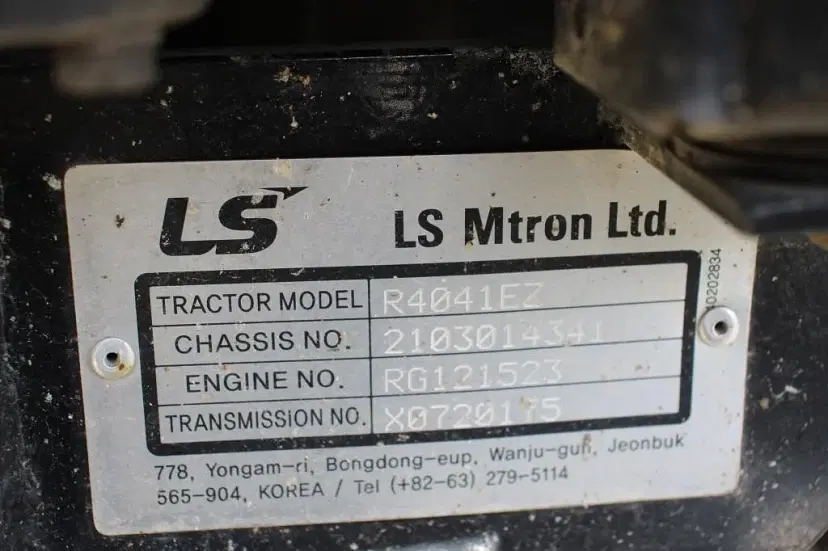 LS LS Mtron Ltd.
TRACTOR MODEL R4041EZ
CHASSIS NO. 2103014341
ENGINE NO. RG121523
TRANSMISSION NO. X0720175
778, Yongam-ri, Bongdong-eup, Wanju-gun, Jeonbuk
565-904, KOREA / Tel (+82-63) 279-5114
40202834